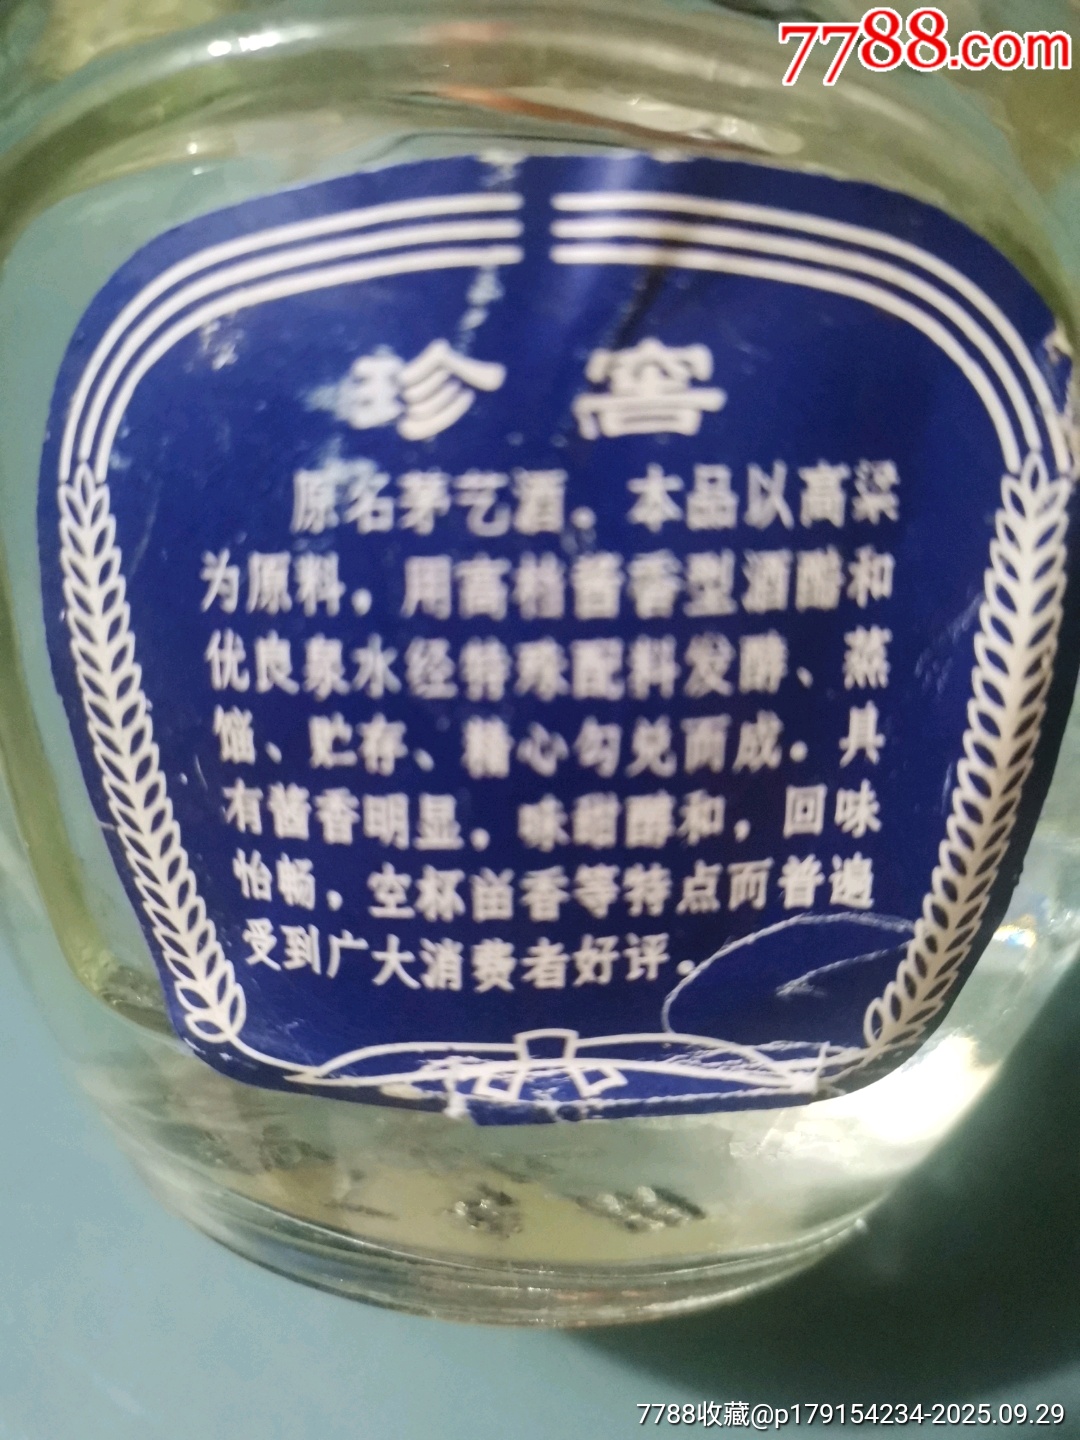 7788.com
珍窖
原名茅艺酒。本品以高粱
为原料，用高档酱香型酒醅和
优良泉水经特殊配料发酵、蒸
馏、贮存、精心勾兑而成。具
有酱香明显，味甜醇和，回味
怡畅，空杯留香等特点而普遍
受到广大消费者好评。
7788收藏@p179154234-2025.09.29